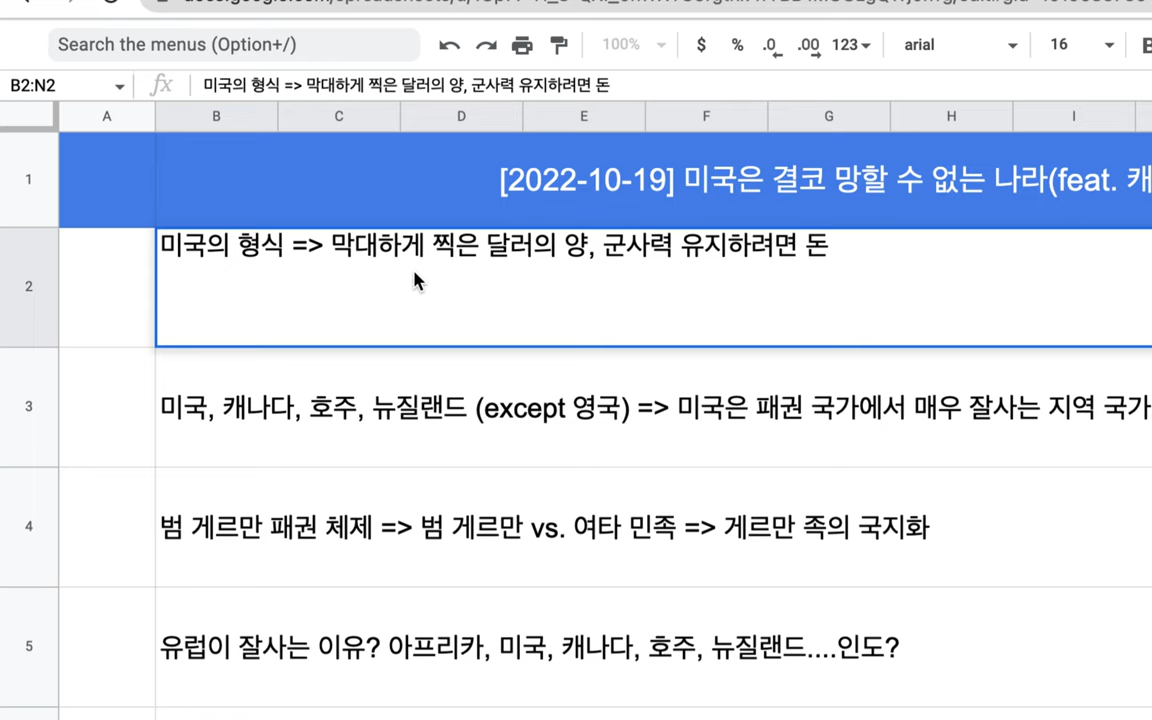 Search the menus (Option+/)
100%
$ % .0 .00 123
arial
16
B
B2:N2
fx
미국의 형식 => 막대하게 찍은 달러의 양, 군사력 유지하려면 돈
A B C D E F G H I
1
[2022-10-19] 미국은 결코 망할 수 없는 나라(feat. 캐
2
미국의 형식 => 막대하게 찍은 달러의 양, 군사력 유지하려면 돈
3
미국, 캐나다, 호주, 뉴질랜드 (except 영국) => 미국은 패권 국가에서 매우 잘사는 지역 국가
4
범 게르만 패권 체제 => 범 게르만 vs. 여타 민족 => 게르만 족의 국지화
5
유럽이 잘사는 이유? 아프리카, 미국, 캐나다, 호주, 뉴질랜드....인도?